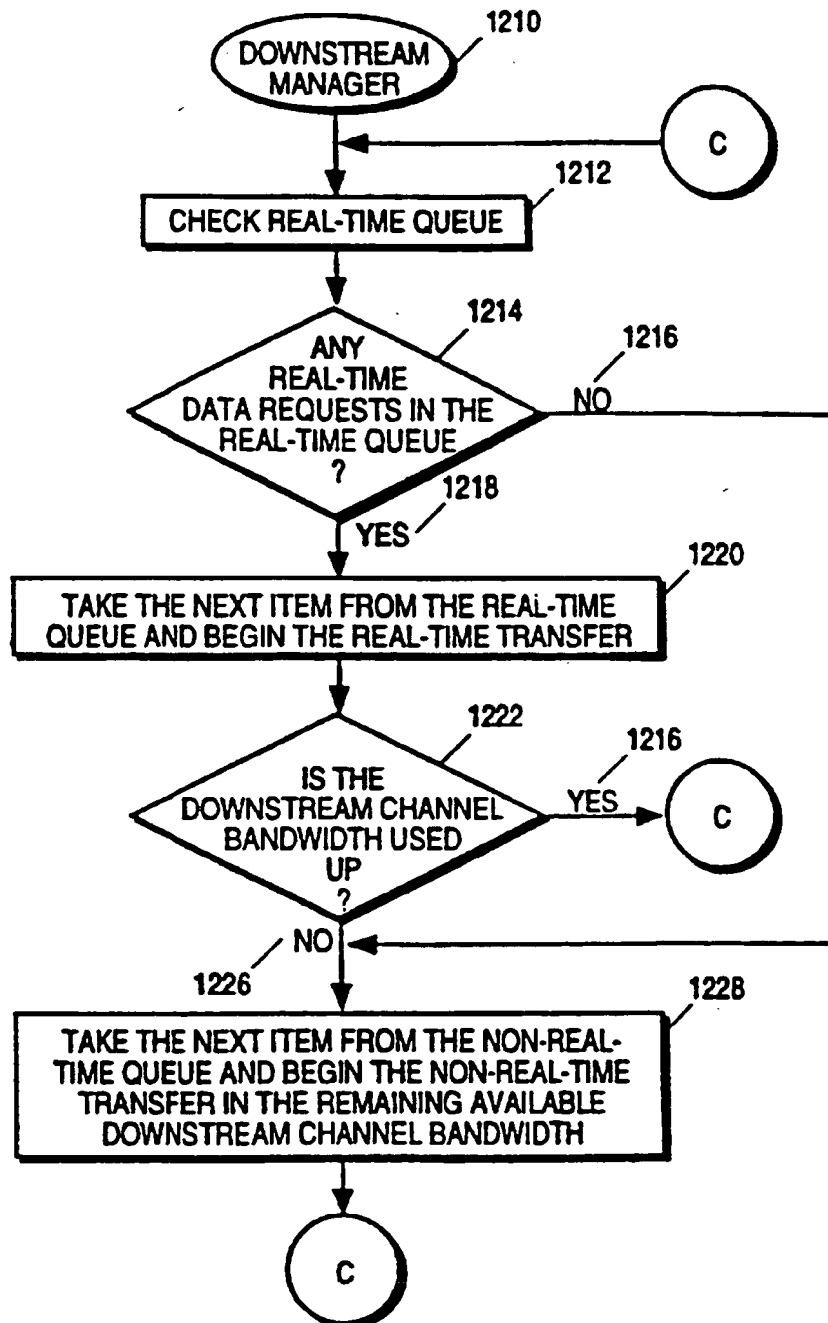 1210
DOWNSTREAM
MANAGER
C
1212
CHECK REAL-TIME QUEUE
1214
ANY
REAL-TIME
DATA REQUESTS IN THE
REAL-TIME QUEUE
?
1216
NO
1218
YES
1220
TAKE THE NEXT ITEM FROM THE REAL-TIME
QUEUE AND BEGIN THE REAL-TIME TRANSFER
1222
IS THE
DOWNSTREAM CHANNEL
BANDWIDTH USED
UP
?
1216
YES
C
NO
1226
1228
TAKE THE NEXT ITEM FROM THE NON-REAL-
TIME QUEUE AND BEGIN THE NON-REAL-TIME
TRANSFER IN THE REMAINING AVAILABLE
DOWNSTREAM CHANNEL BANDWIDTH
C